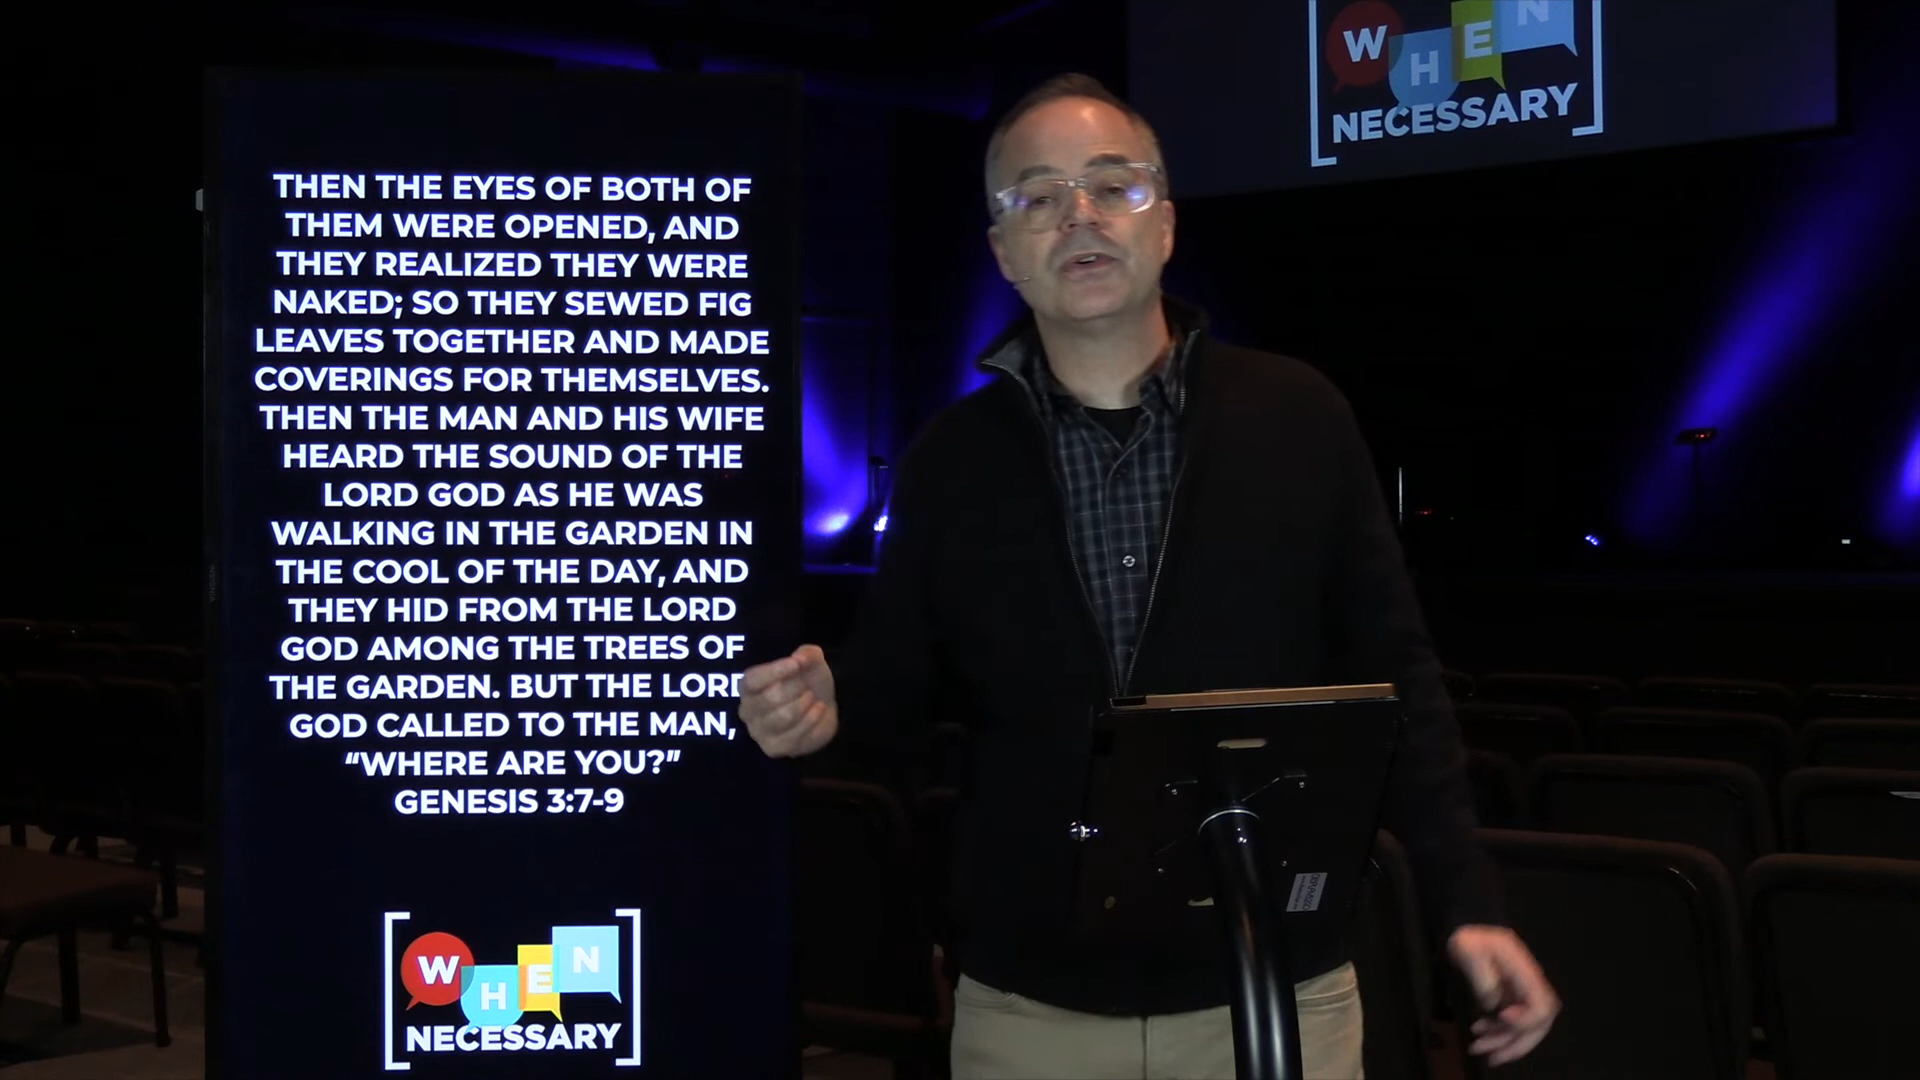 THEN THE EYES OF BOTH OF
THEM WERE OPENED, AND
THEY REALIZED THEY WERE
NAKED; SO THEY SEWED FIG
LEAVES TOGETHER AND MADE
COVERINGS FOR THEMSELVES.
THEN THE MAN AND HIS WIFE
HEARD THE SOUND OF THE
LORD GOD AS HE WAS
WALKING IN THE GARDEN IN
THE COOL OF THE DAY, AND
THEY HID FROM THE LORD
GOD AMONG THE TREES OF
THE GARDEN. BUT THE LORD
GOD CALLED TO THE MAN,
“WHERE ARE YOU?”
GENESIS 3:7-9
WHEN
NECESSARY
WHEN
NECESSARY